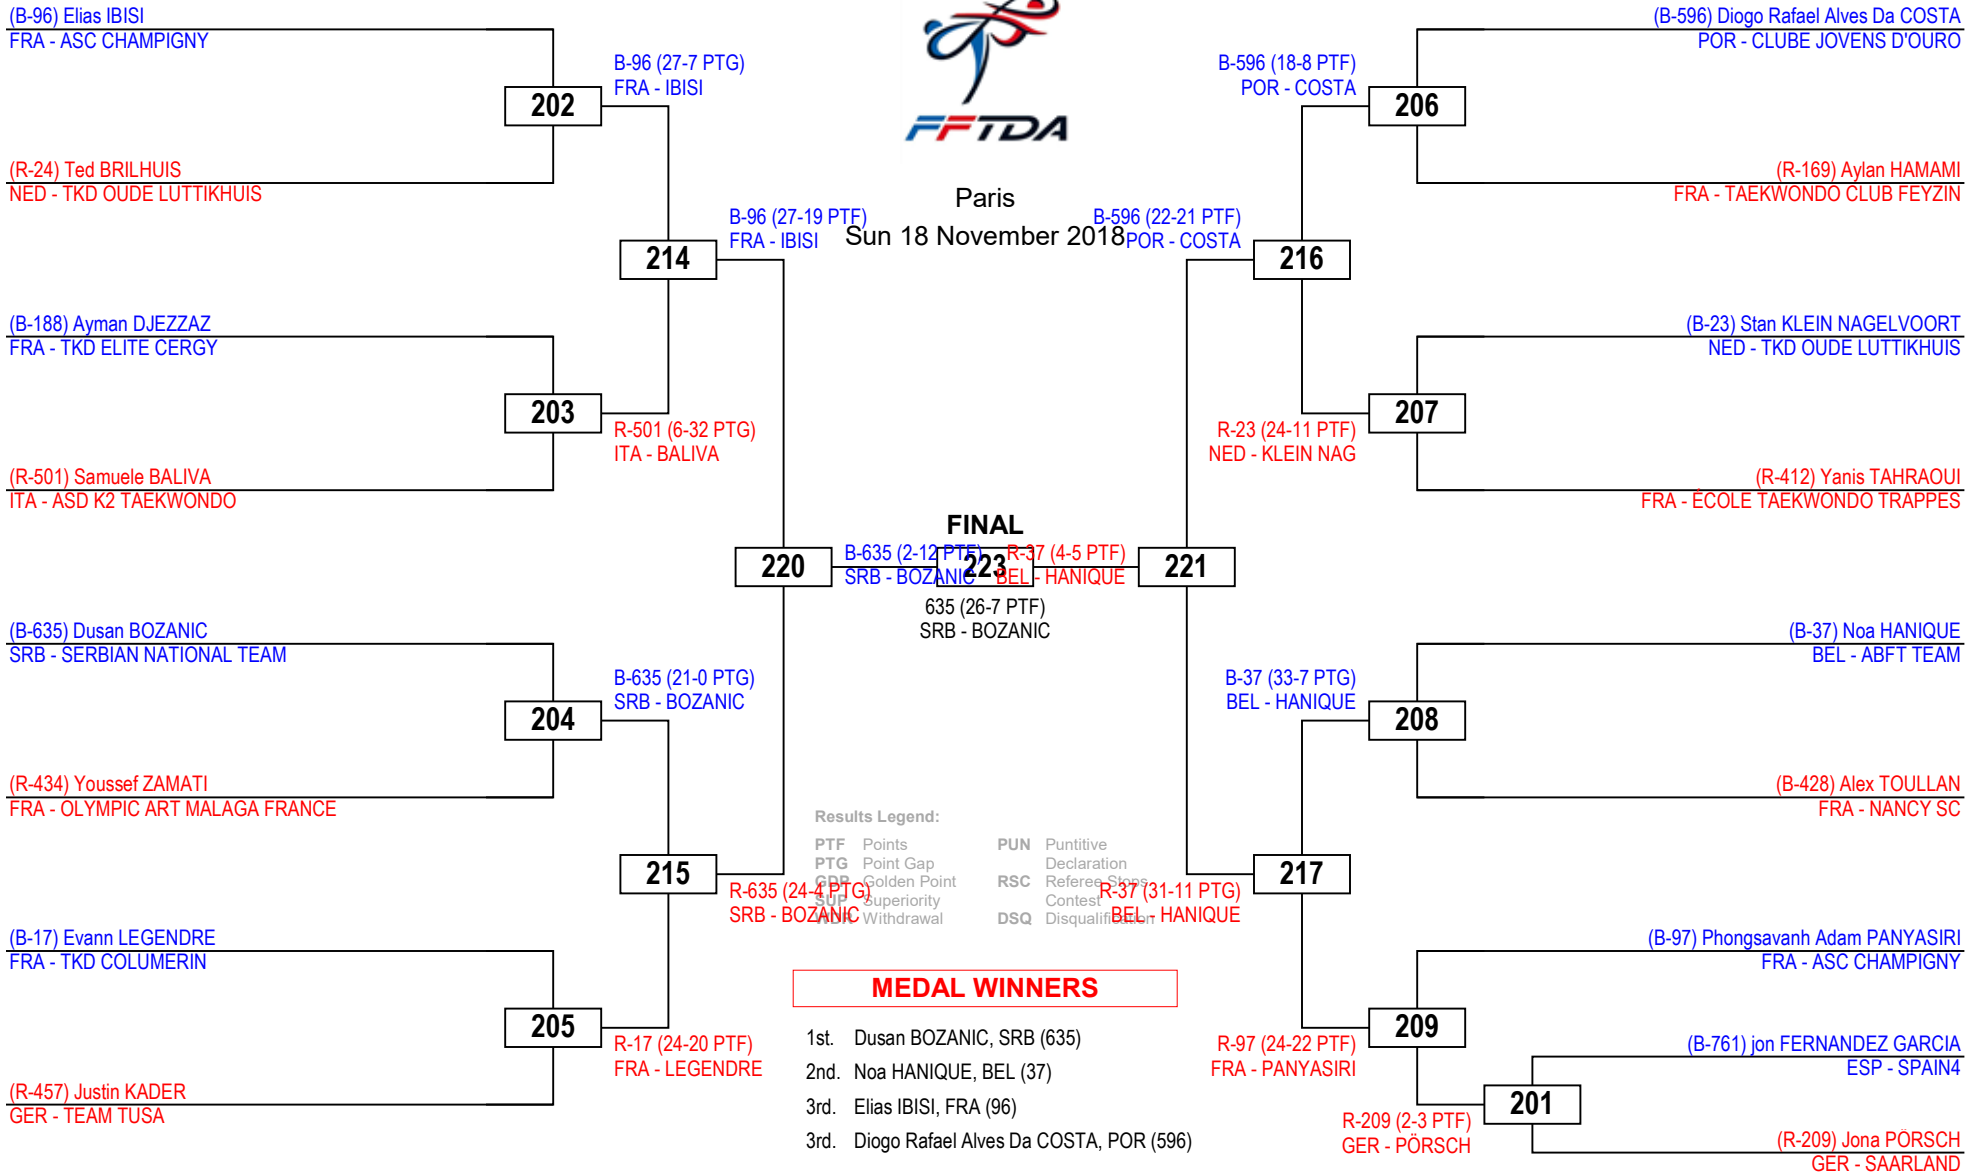 (B-96) Elias IBISI
FRA - ASC CHAMPIGNY
B-96 (27-7 PTG)
FRA - IBISI
202
(R-24) Ted BRILHUIS
NED - TKD OUDE LUTTIKHUIS
B-96 (27-19 PTF)
FRA - IBISI
214
(B-188) Ayman DJEZZAZ
FRA - TKD ELITE CERGY
203
R-501 (6-32 PTG)
ITA - BALIVA
(R-501) Samuele BALIVA
ITA - ASD K2 TAEKWONDO
220
B-635 (2-12 PTF)
SRB - BOZANIC
(B-635) Dusan BOZANIC
SRB - SERBIAN NATIONAL TEAM
B-635 (21-0 PTG)
SRB - BOZANIC
204
(R-434) Youssef ZAMATI
FRA - OLYMPIC ART MALAGA FRANCE
215
R-635 (24-4 PTG)
SRB - BOZANIC
(B-17) Evann LEGENDRE
FRA - TKD COLUMERIN
205
R-17 (24-20 PTF)
FRA - LEGENDRE
(R-457) Justin KADER
GER - TEAM TUSA
FFTDA
Paris
Sun 18 November 2018
FINAL
223
635 (26-7 PTF)
SRB - BOZANIC
Results Legend:
PTF Points
PTG Point Gap
GDP Golden Point
SUP Superiority
WDR Withdrawal
PUN Puntitive
Declaration
RSC Referee Stops
Contest
DSQ Disqualification
MEDAL WINNERS
1st. Dusan BOZANIC, SRB (635)
2nd. Noa HANIQUE, BEL (37)
3rd. Elias IBISI, FRA (96)
3rd. Diogo Rafael Alves Da COSTA, POR (596)
(B-596) Diogo Rafael Alves Da COSTA
POR - CLUBE JOVENS D'OURO
B-596 (18-8 PTF)
POR - COSTA
206
(R-169) Aylan HAMAMI
FRA - TAEKWONDO CLUB FEYZIN
B-596 (22-21 PTF)
POR - COSTA
216
(B-23) Stan KLEIN NAGELVOORT
NED - TKD OUDE LUTTIKHUIS
207
R-23 (24-11 PTF)
NED - KLEIN NAG
(R-412) Yanis TAHRAOUI
FRA - ÉCOLE TAEKWONDO TRAPPES
R-37 (4-5 PTF)
BEL - HANIQUE
221
(B-37) Noa HANIQUE
BEL - ABFT TEAM
B-37 (33-7 PTG)
BEL - HANIQUE
208
(B-428) Alex TOULLAN
FRA - NANCY SC
217
R-37 (31-11 PTG)
BEL - HANIQUE
(B-97) Phongsavanh Adam PANYASIRI
FRA - ASC CHAMPIGNY
209
R-97 (24-22 PTF)
FRA - PANYASIRI
(B-761) jon FERNANDEZ GARCIA
ESP - SPAIN4
201
R-209 (2-3 PTF)
GER - PÖRSCH
(R-209) Jona PÖRSCH
GER - SAARLAND